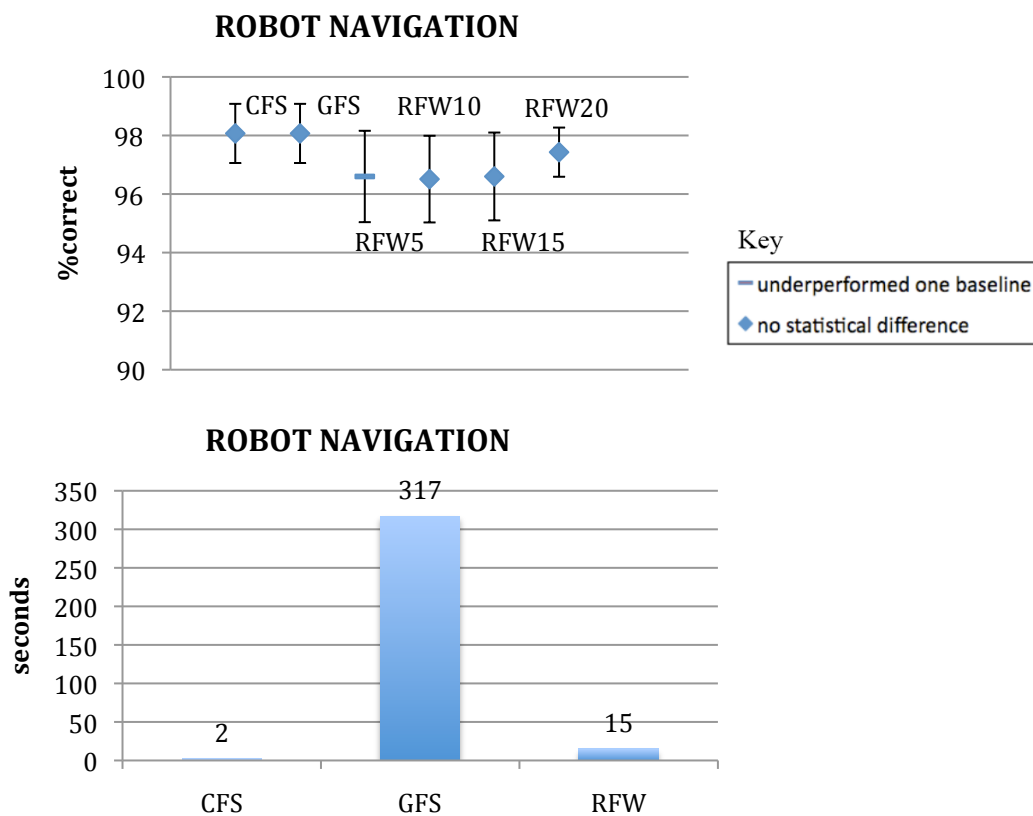 ROBOT NAVIGATION
100
98
96
94
92
90
%correct
CFS GFS RFW10 RFW20
RFW5 RFW15
Key
underperformed one baseline
no statistical difference
ROBOT NAVIGATION
350
300
250
200
150
100
50
0
seconds
2 317 15
CFS GFS RFW